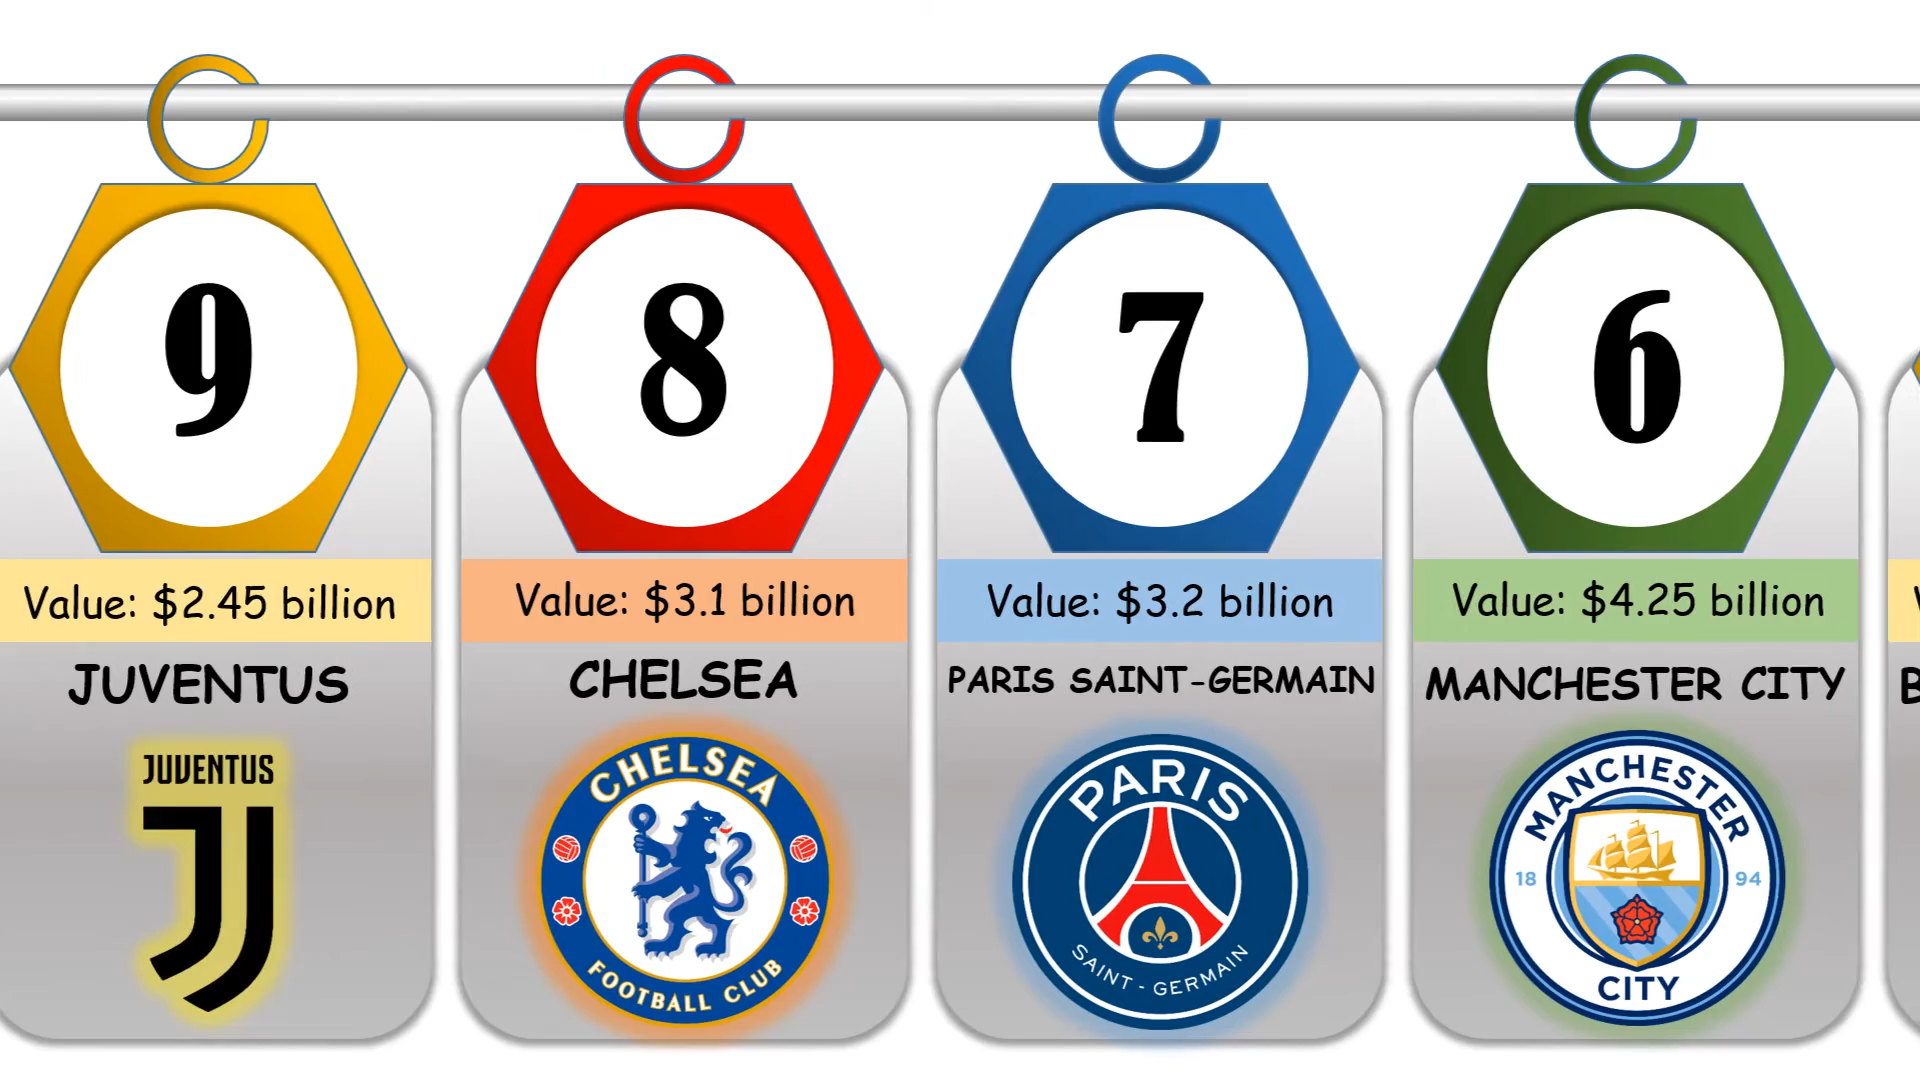 9
Value: $2.45 billion
JUVENTUS
JUVENTUS
8
Value: $3.1 billion
CHELSEA
CHELSEA
FOOTBALL CLUB
7
Value: $3.2 billion
PARIS SAINT-GERMAIN
PARIS
SAINT - GERMAIN
6
Value: $4.25 billion
MANCHESTER CITY
MANCHESTER
18 94
CITY